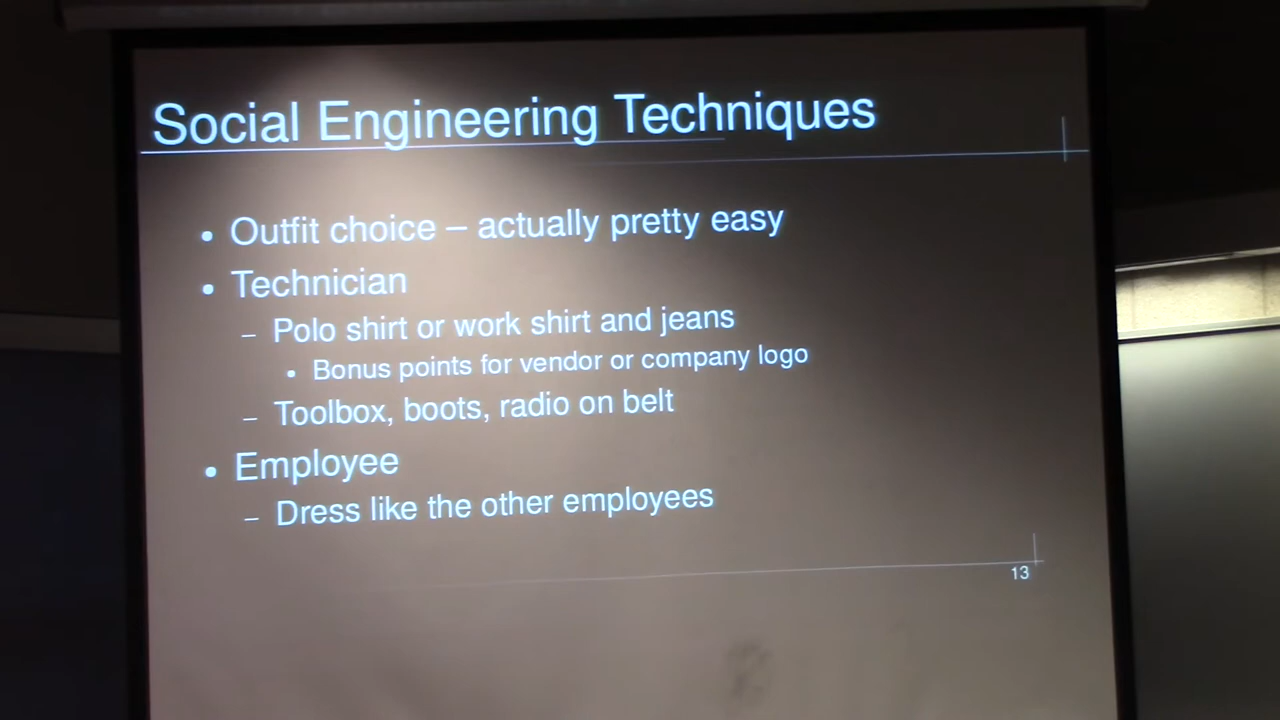 Social Engineering Techniques
• Outfit choice – actually pretty easy
• Technician
– Polo shirt or work shirt and jeans
• Bonus points for vendor or company logo
– Toolbox, boots, radio on belt
• Employee
– Dress like the other employees
13